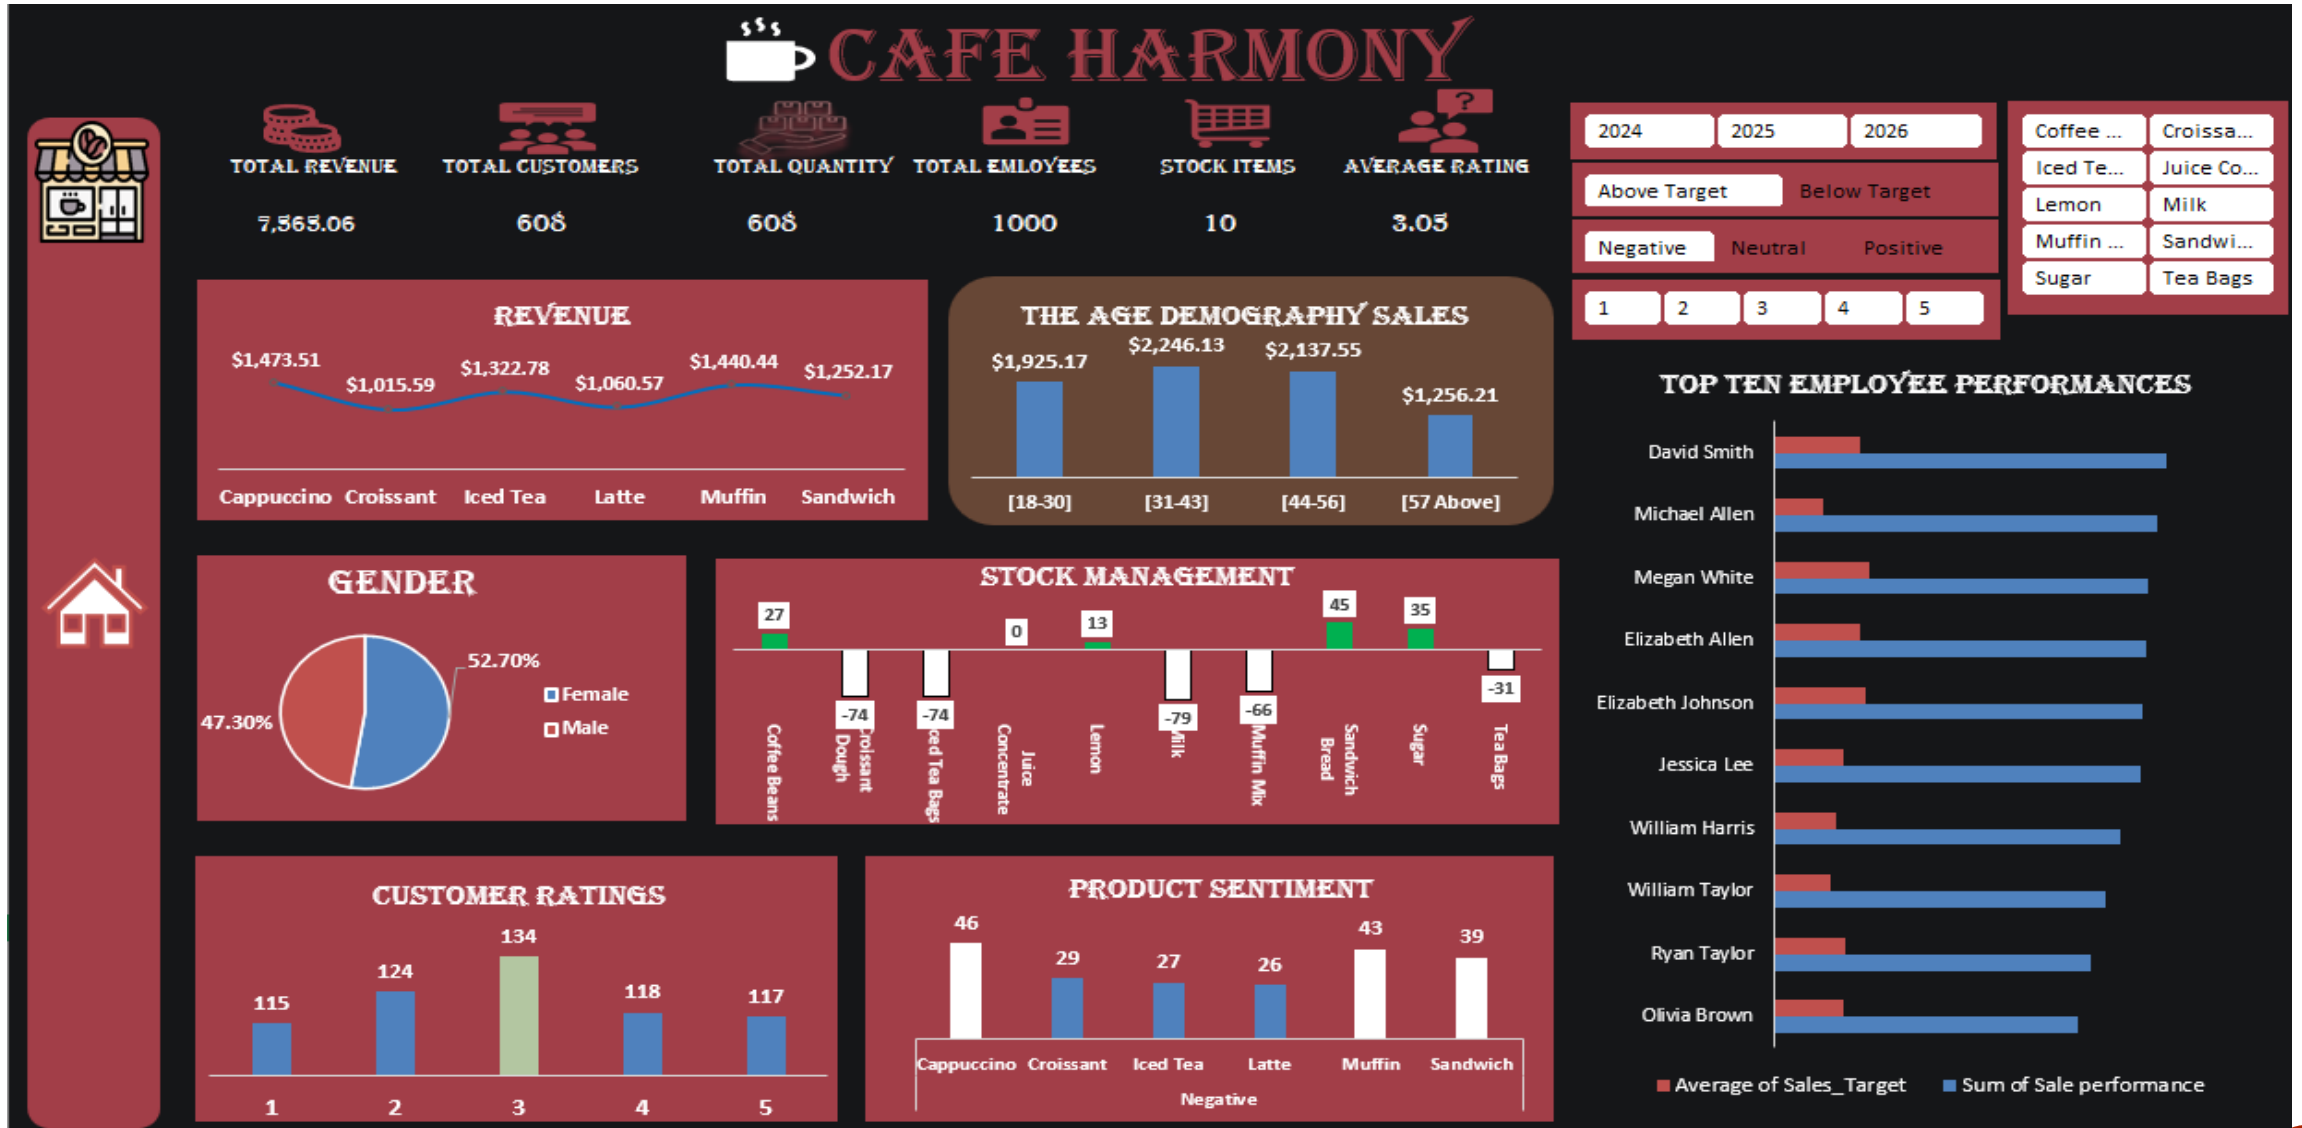 CAFE HARMONY
TOTAL REVENUE
TOTAL CUSTOMERS
TOTAL QUANTITY
TOTAL EMLOYEES
STOCK ITEMS
AVERAGE RATING
?
7,565.06
608
608
1000
10
3.05
2024 2025 2026
Above Target Below Target
Negative Neutral Positive
1 2 3 4 5
Coffee ... Croissa...
Iced Te... Juice Co...
Lemon Milk
Muffin ... Sandwi...
Sugar Tea Bags
REVENUE
$1,473.51 $1,015.59 $1,322.78 $1,060.57 $1,440.44 $1,252.17
Cappuccino Croissant Iced Tea Latte Muffin Sandwich
THE AGE DEMOGRAPHY SALES
$1,925.17 $2,246.13 $2,137.55 $1,256.21
[18-30] [31-43] [44-56] [57 Above]
GENDER
52.70%
47.30%
Female
Male
STOCK MANAGEMENT
27 -74 -74 0 13 -79 -66 45 35 -31
Coffee Beans
Croissant
Dough
Iced Tea Bags
Juice
Concentrate
Lemon
Milk
Muffin Mix
Sandwich
Bread
Sugar
Tea Bags
CUSTOMER RATINGS
115 124 134 118 117
1 2 3 4 5
PRODUCT SENTIMENT
46 29 27 26 43 39
Cappuccino Croissant Iced Tea Latte Muffin Sandwich
Negative
TOP TEN EMPLOYEE PERFORMANCES
David Smith
Michael Allen
Megan White
Elizabeth Allen
Elizabeth Johnson
Jessica Lee
William Harris
William Taylor
Ryan Taylor
Olivia Brown
Average of Sales_Target Sum of Sale performance